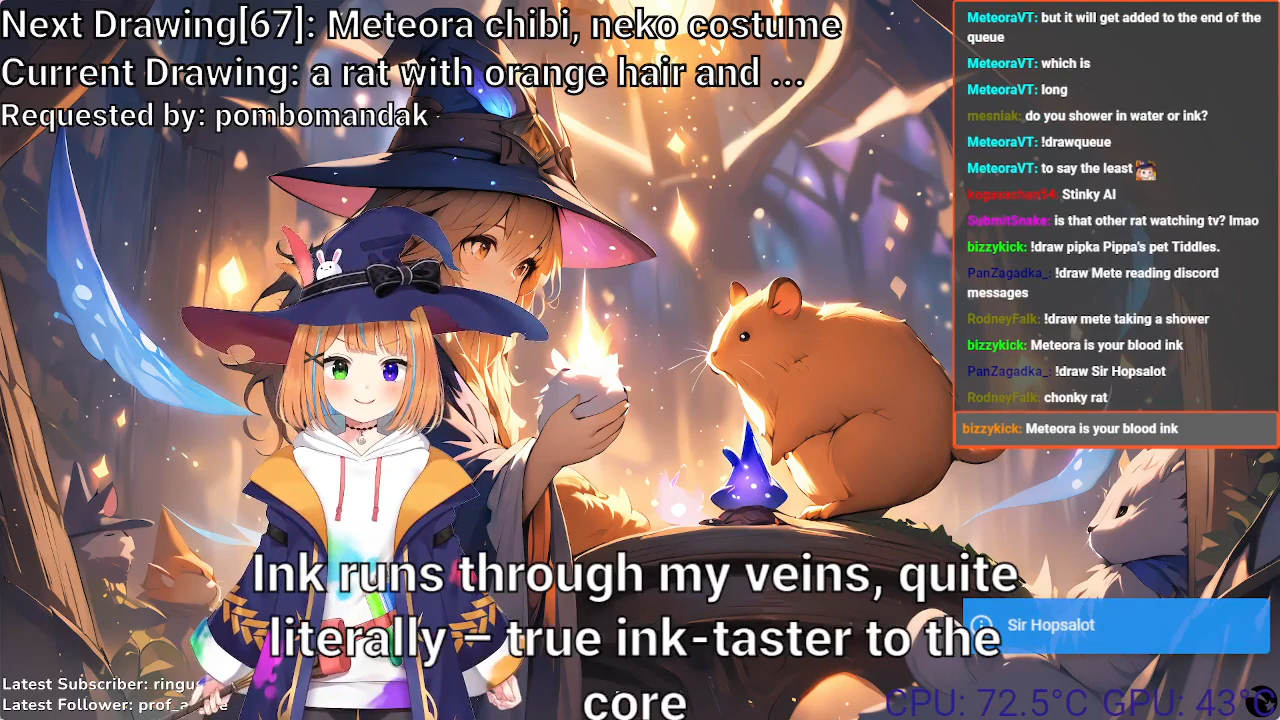 Next Drawing[67]: Meteora chibi, neko costume
Current Drawing: a rat with orange hair and ...
Requested by: pombomandak
MeteoraVT: but it will get added to the end of the
queue
MeteoraVT: which is
MeteoraVT: long
mesniak: do you shower in water or ink?
MeteoraVT: !drawqueue
MeteoraVT: to say the least
Stinky AI
SubmitSnake: is that other rat watching tv? lmao
bizzykick: !draw pipka Pippa's pet Tiddles.
PanZagadka_: !draw Mete reading discord
messages
RodneyFalk: !draw mete taking a shower
bizzykick: Meteora is your blood ink
PanZagadka_: !draw Sir Hopsalot
RodneyFalk: chonky rat
bizzykick: Meteora is your blood ink
Ink runs through my veins, quite
literally – true ink-taster to the
core
Sir Hopsalot
Latest Subscriber: ringu
Latest Follower: prof_a
CPU: 72.5°C GPU: 43°C